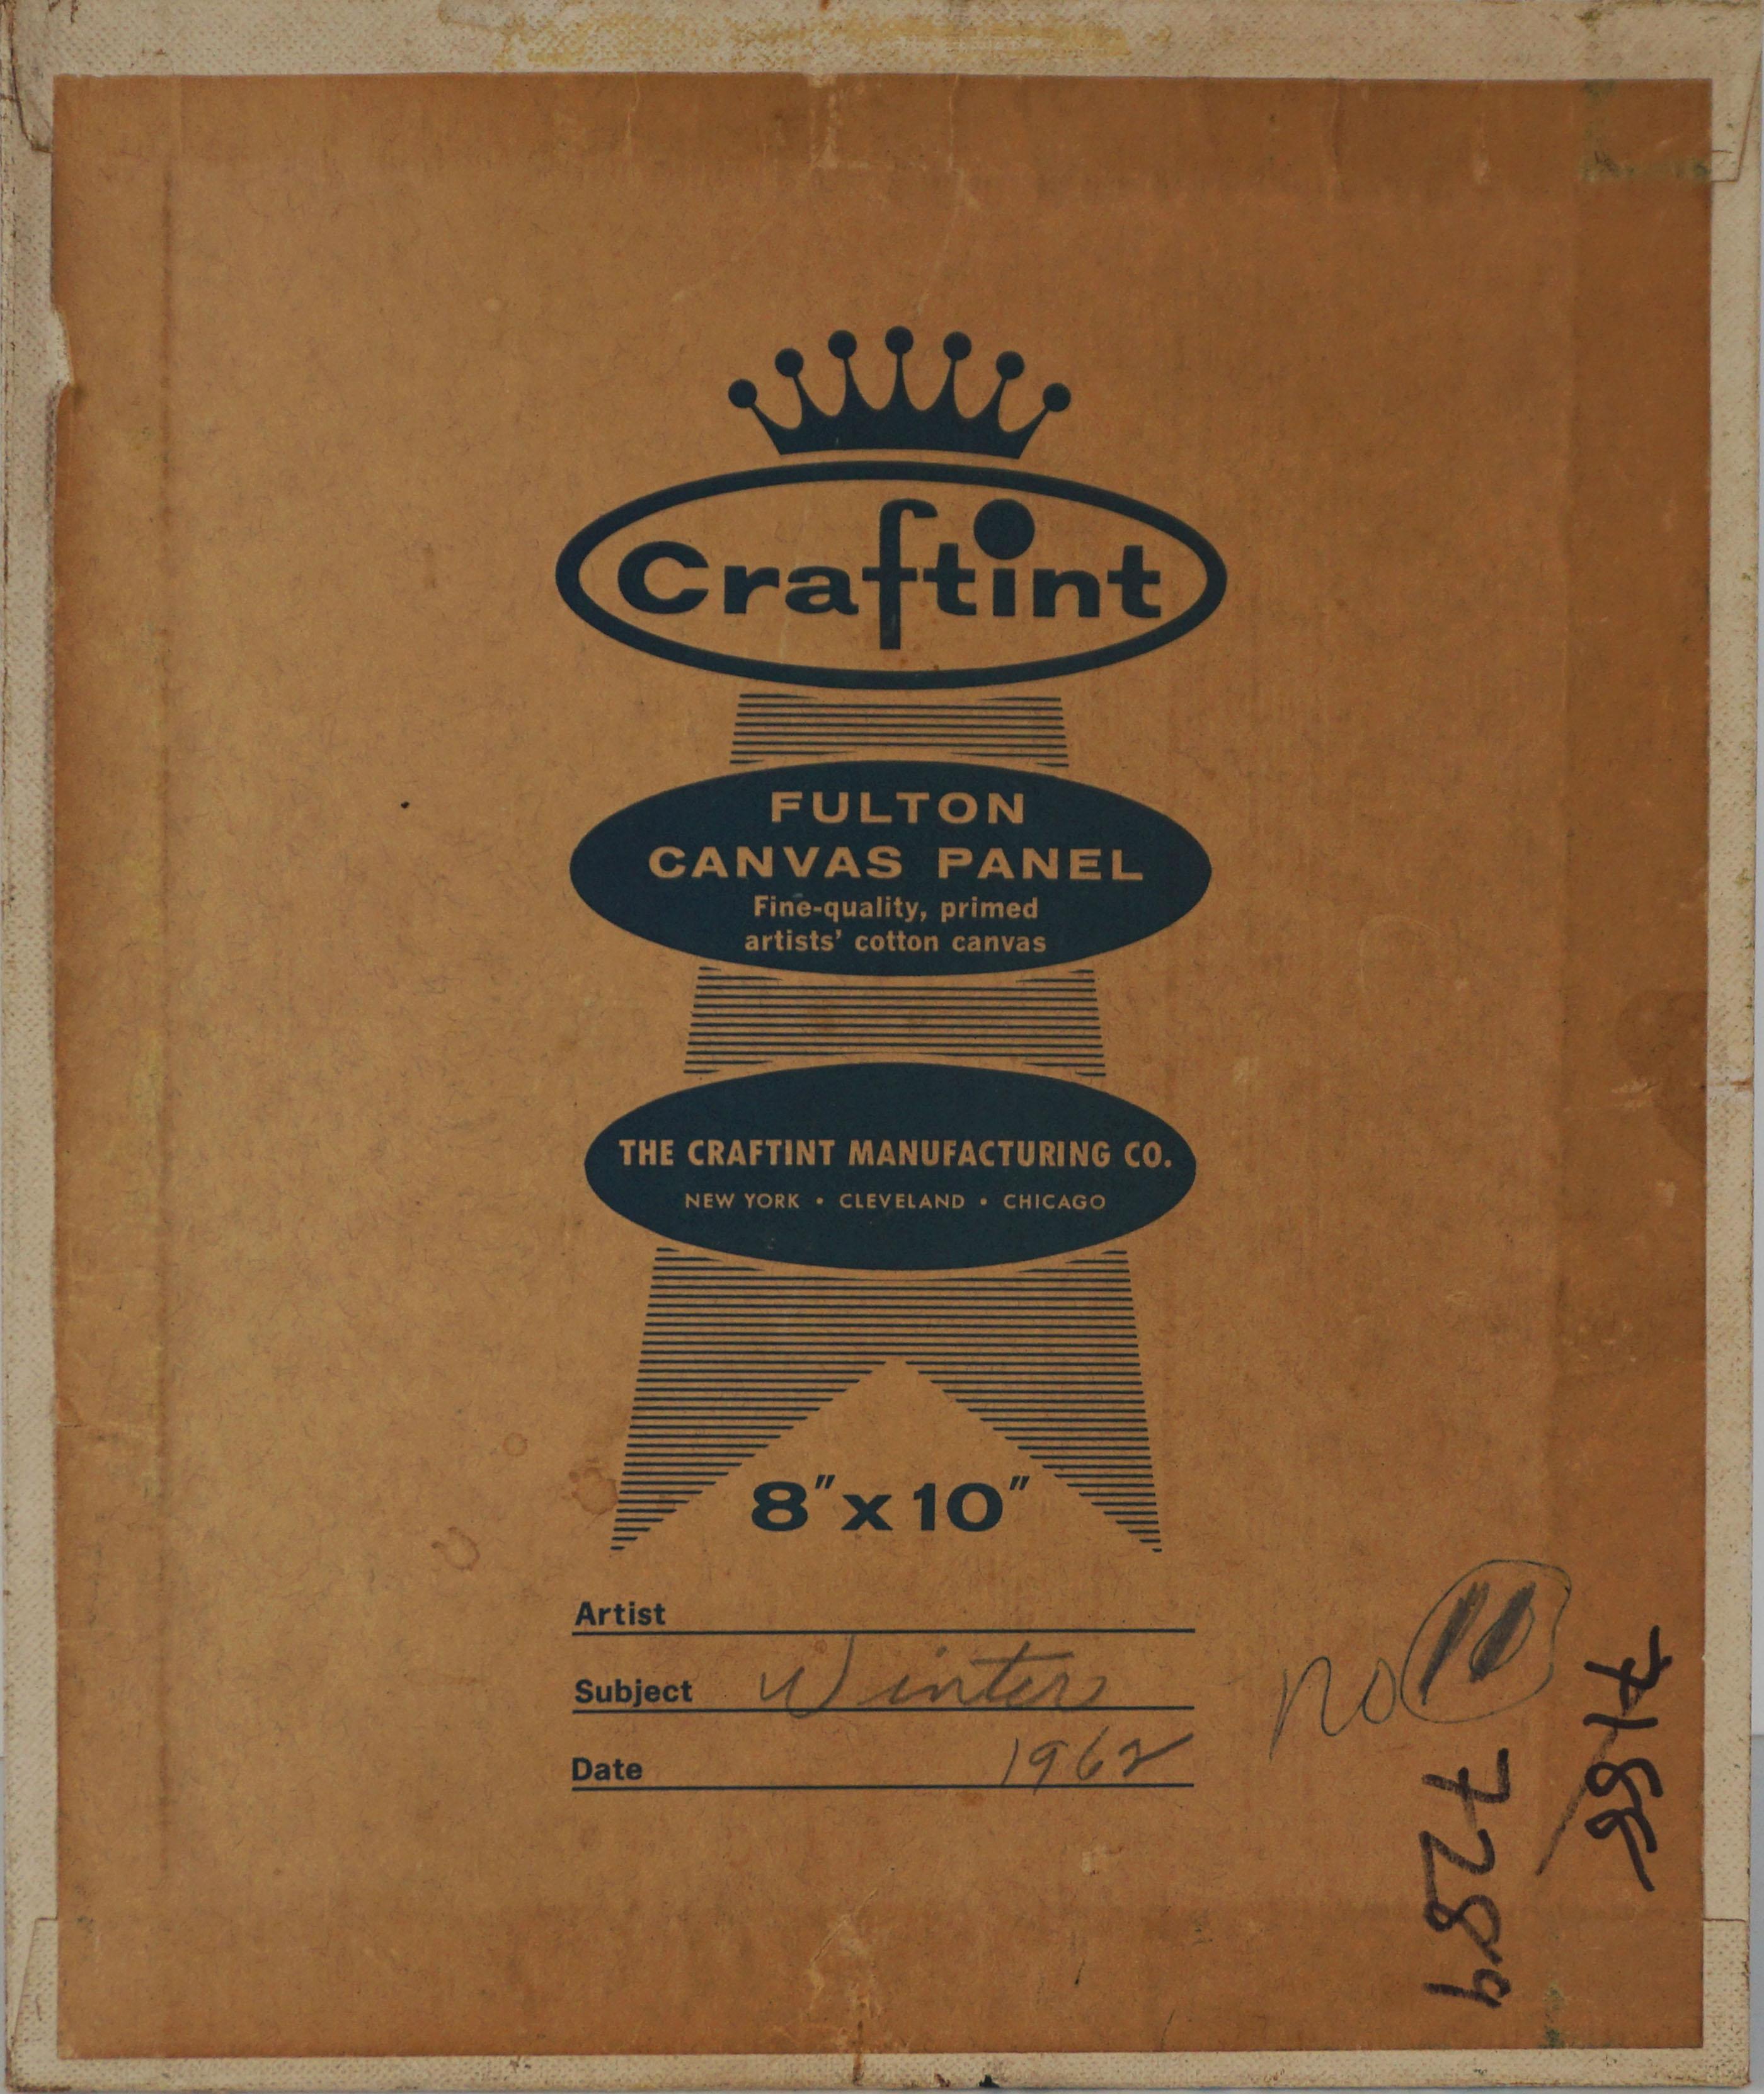 Craftint
FULTON
CANVAS PANEL
Fine-quality, primed
artists’ cotton canvas
THE CRAFTINT MANUFACTURING CO.
NEW YORK • CLEVELAND • CHICAGO
8"x10"
Artist
Subject Winter
Date 1962
no 11
7289